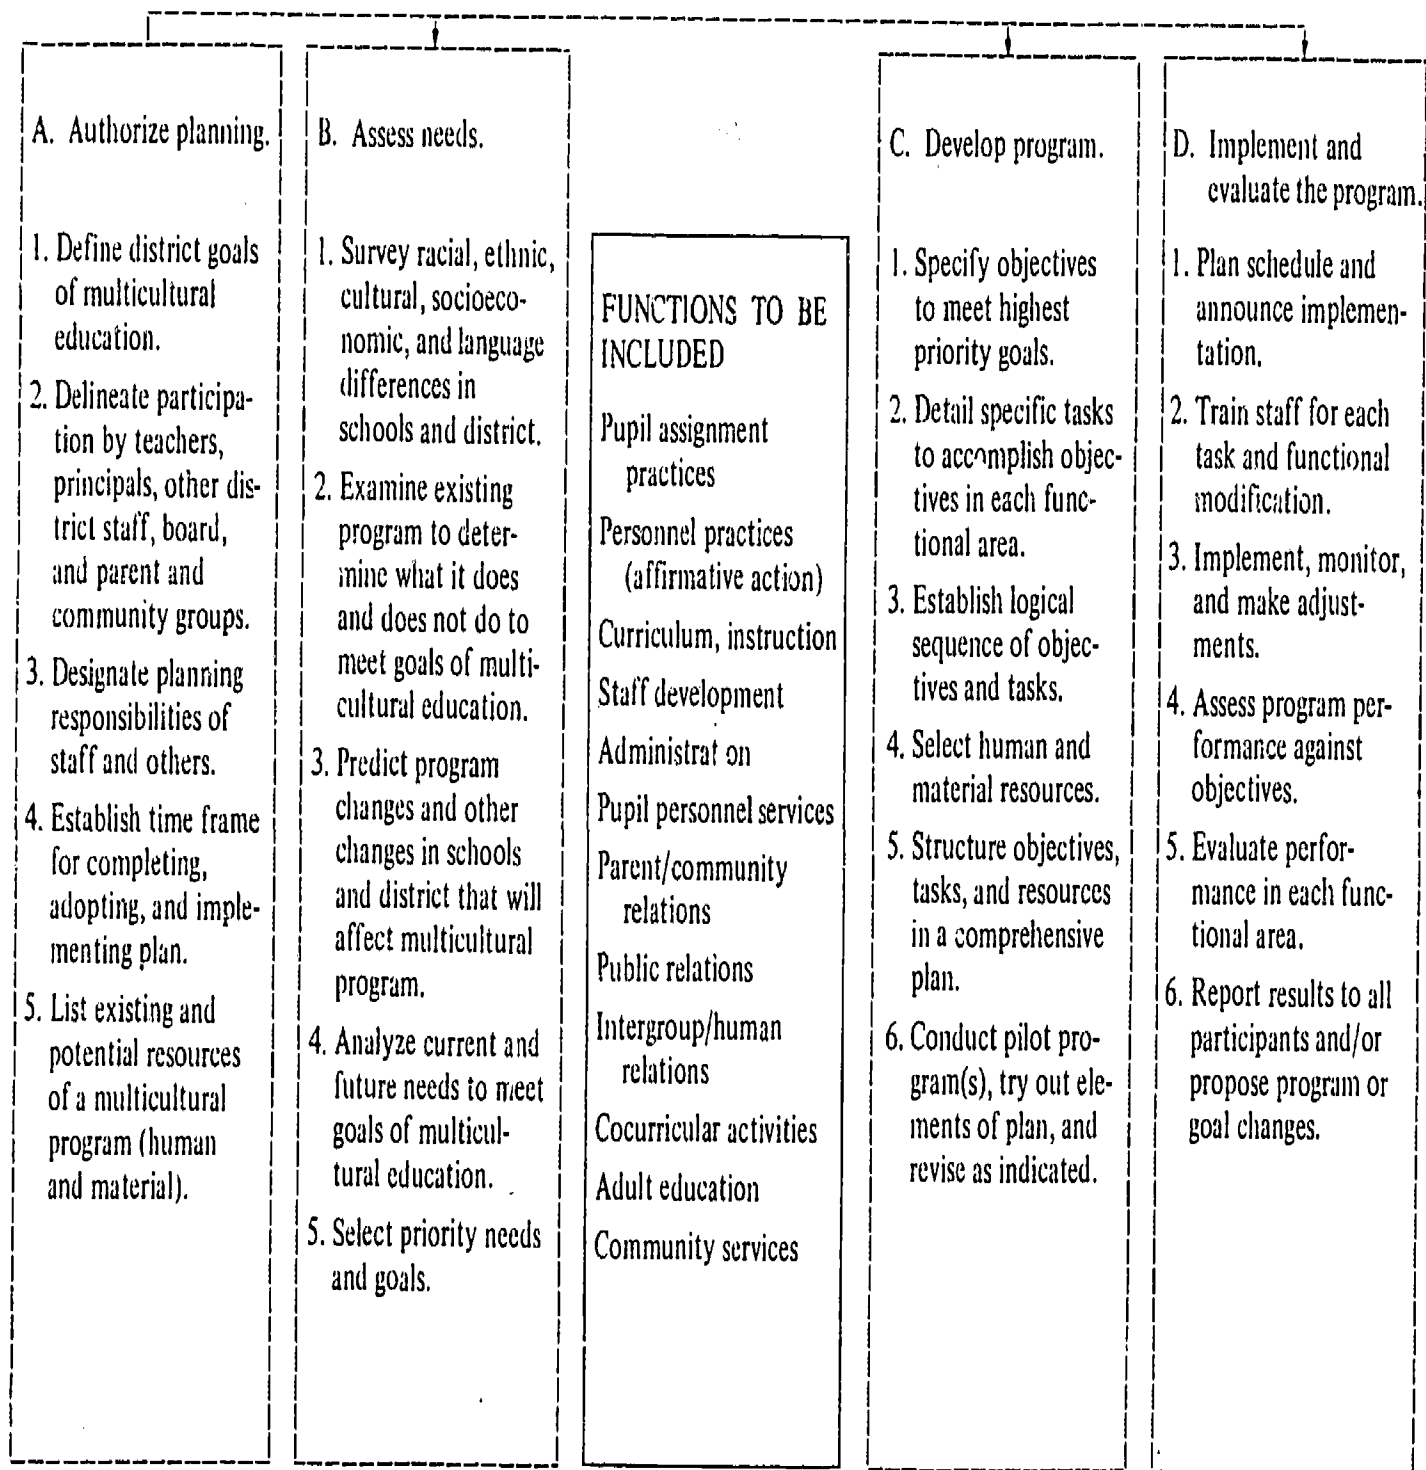 A. Authorize planning.
1. Define district goals
of multicultural
education.
2. Delineate participa-
tion by teachers,
principals, other dis-
trict staff, board,
and parent and
community groups.
3. Designate planning
responsibilities of
staff and others.
4. Establish time frame
for completing,
adopting, and imple-
menting plan.
5. List existing and
potential resources
of a multicultural
program (human
and material).
B. Assess needs.
1. Survey racial, ethnic,
cultural, socioeco-
nomic, and language
differences in
schools and district.
2. Examine existing
program to deter-
mine what it does
and does not do to
meet goals of multi-
cultural education.
3. Predict program
changes and other
changes in schools
and district that will
affect multicultural
program.
4. Analyze current and
future needs to meet
goals of multicul-
tural education.
5. Select priority needs
and goals.
FUNCTIONS TO BE
INCLUDED
Pupil assignment
practices
Personnel practices
(affirmative action)
Curriculum, instruction
Staff development
Administrat on
Pupil personnel services
Parent/community
relations
Public relations
Intergroup/human
relations
Cocurricular activities
Adult education
Community services
C. Develop program.
1. Specify objectives
to meet highest
priority goals.
2. Detail specific tasks
to accomplish objec-
tives in each func-
tional area.
3. Establish logical
sequence of objec-
tives and tasks.
4. Select human and
material resources.
5. Structure objectives,
tasks, and resources
in a comprehensive
plan.
6. Conduct pilot pro-
gram(s), try out ele-
ments of plan, and
revise as indicated.
D. Implement and
evaluate the program.
1. Plan schedule and
announce implemen-
tation.
2. Train staff for each
task and functional
modification.
3. Implement, monitor,
and make adjust-
ments.
4. Assess program per-
formance against
objectives.
5. Evaluate perfor-
mance in each func-
tional area.
6. Report results to all
participants and/or
propose program or
goal changes.